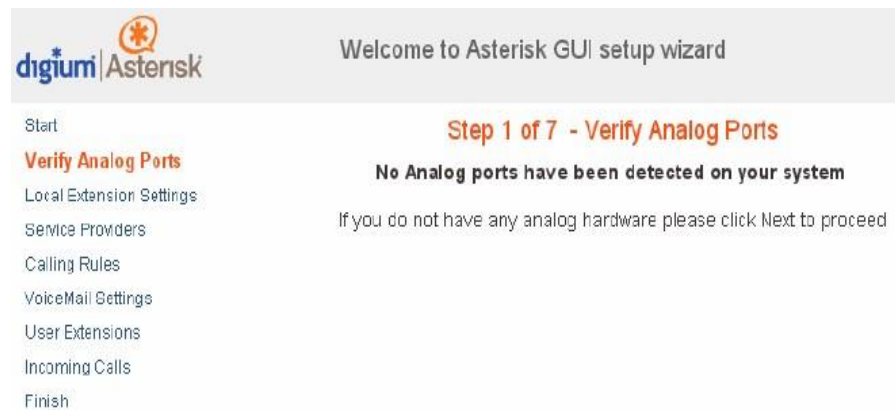 digium Asterisk
Welcome to Asterisk GUI setup wizard
Start
Verify Analog Ports
Local Extension Settings
Service Providers
Calling Rules
VoiceMail Settings
User Extensions
Incoming Calls
Finish
Step 1 of 7 - Verify Analog Ports
No Analog ports have been detected on your system
If you do not have any analog hardware please click Next to proceed